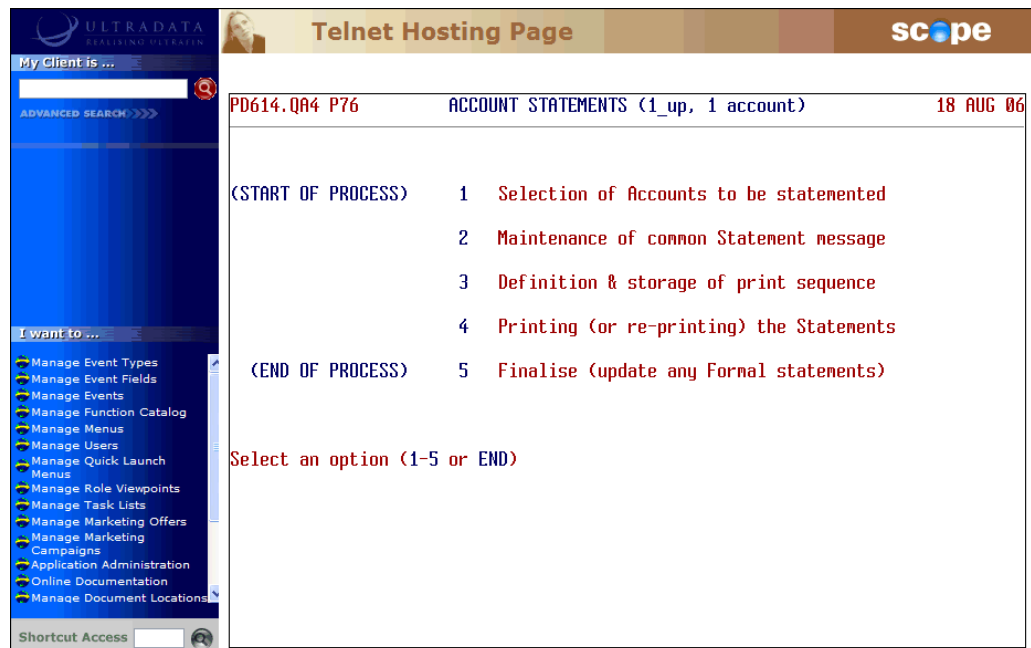 ULTRADATA
REALISING ULTRAFIN
Telnet Hosting Page
scope
My Client is ...
ADVANCED SEARCH
PD614.QA4 P76 ACCOUNT STATEMENTS (1_up, 1 account) 18 AUG 06
(START OF PROCESS) 1 Selection of Accounts to be statemented
2 Maintenance of common Statement message
3 Definition & storage of print sequence
4 Printing (or re-printing) the Statements
(END OF PROCESS) 5 Finalise (update any Formal statements)
Select an option (1-5 or END)
I want to ...
Manage Event Types
Manage Event Fields
Manage Events
Manage Function Catalog
Manage Menus
Manage Users
Manage Quick Launch
Menus
Manage Role Viewpoints
Manage Task Lists
Manage Marketing Offers
Manage Marketing
Campaigns
Application Administration
Online Documentation
Manage Document Locations
Shortcut Access